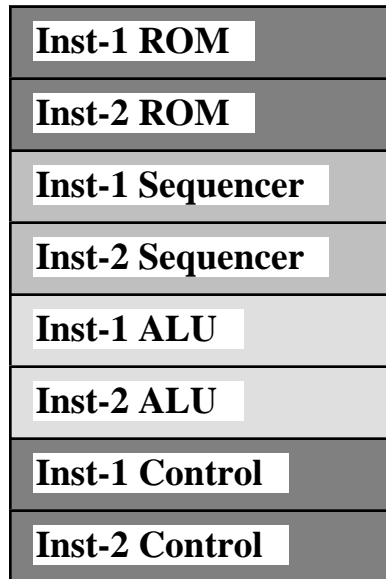 Inst-1 ROM
Inst-2 ROM
Inst-1 Sequencer
Inst-2 Sequencer
Inst-1 ALU
Inst-2 ALU
Inst-1 Control
Inst-2 Control